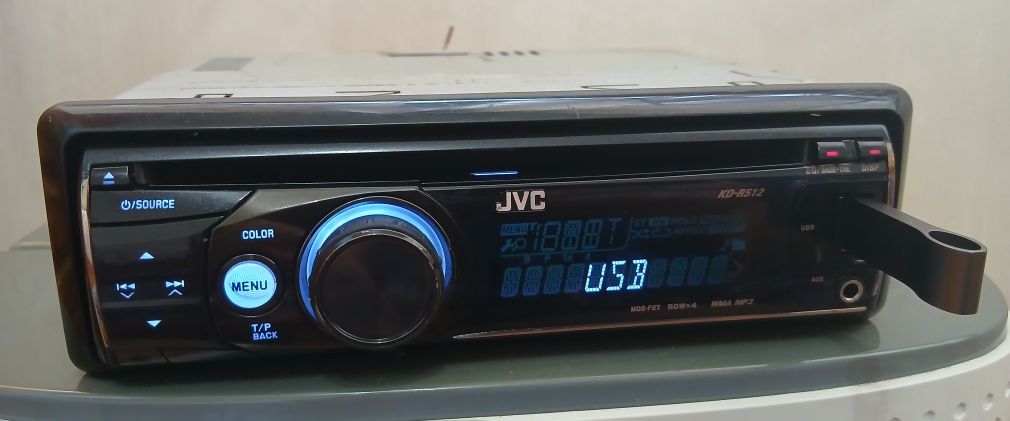 EQ/BASS-TRE DISP
⏻/SOURCE
JVC
KD-R512
COLOR
MENU
T/P
BACK
MENU
ST
USB
USB
AUX
MOS-FET 50W×4 WMA MP3